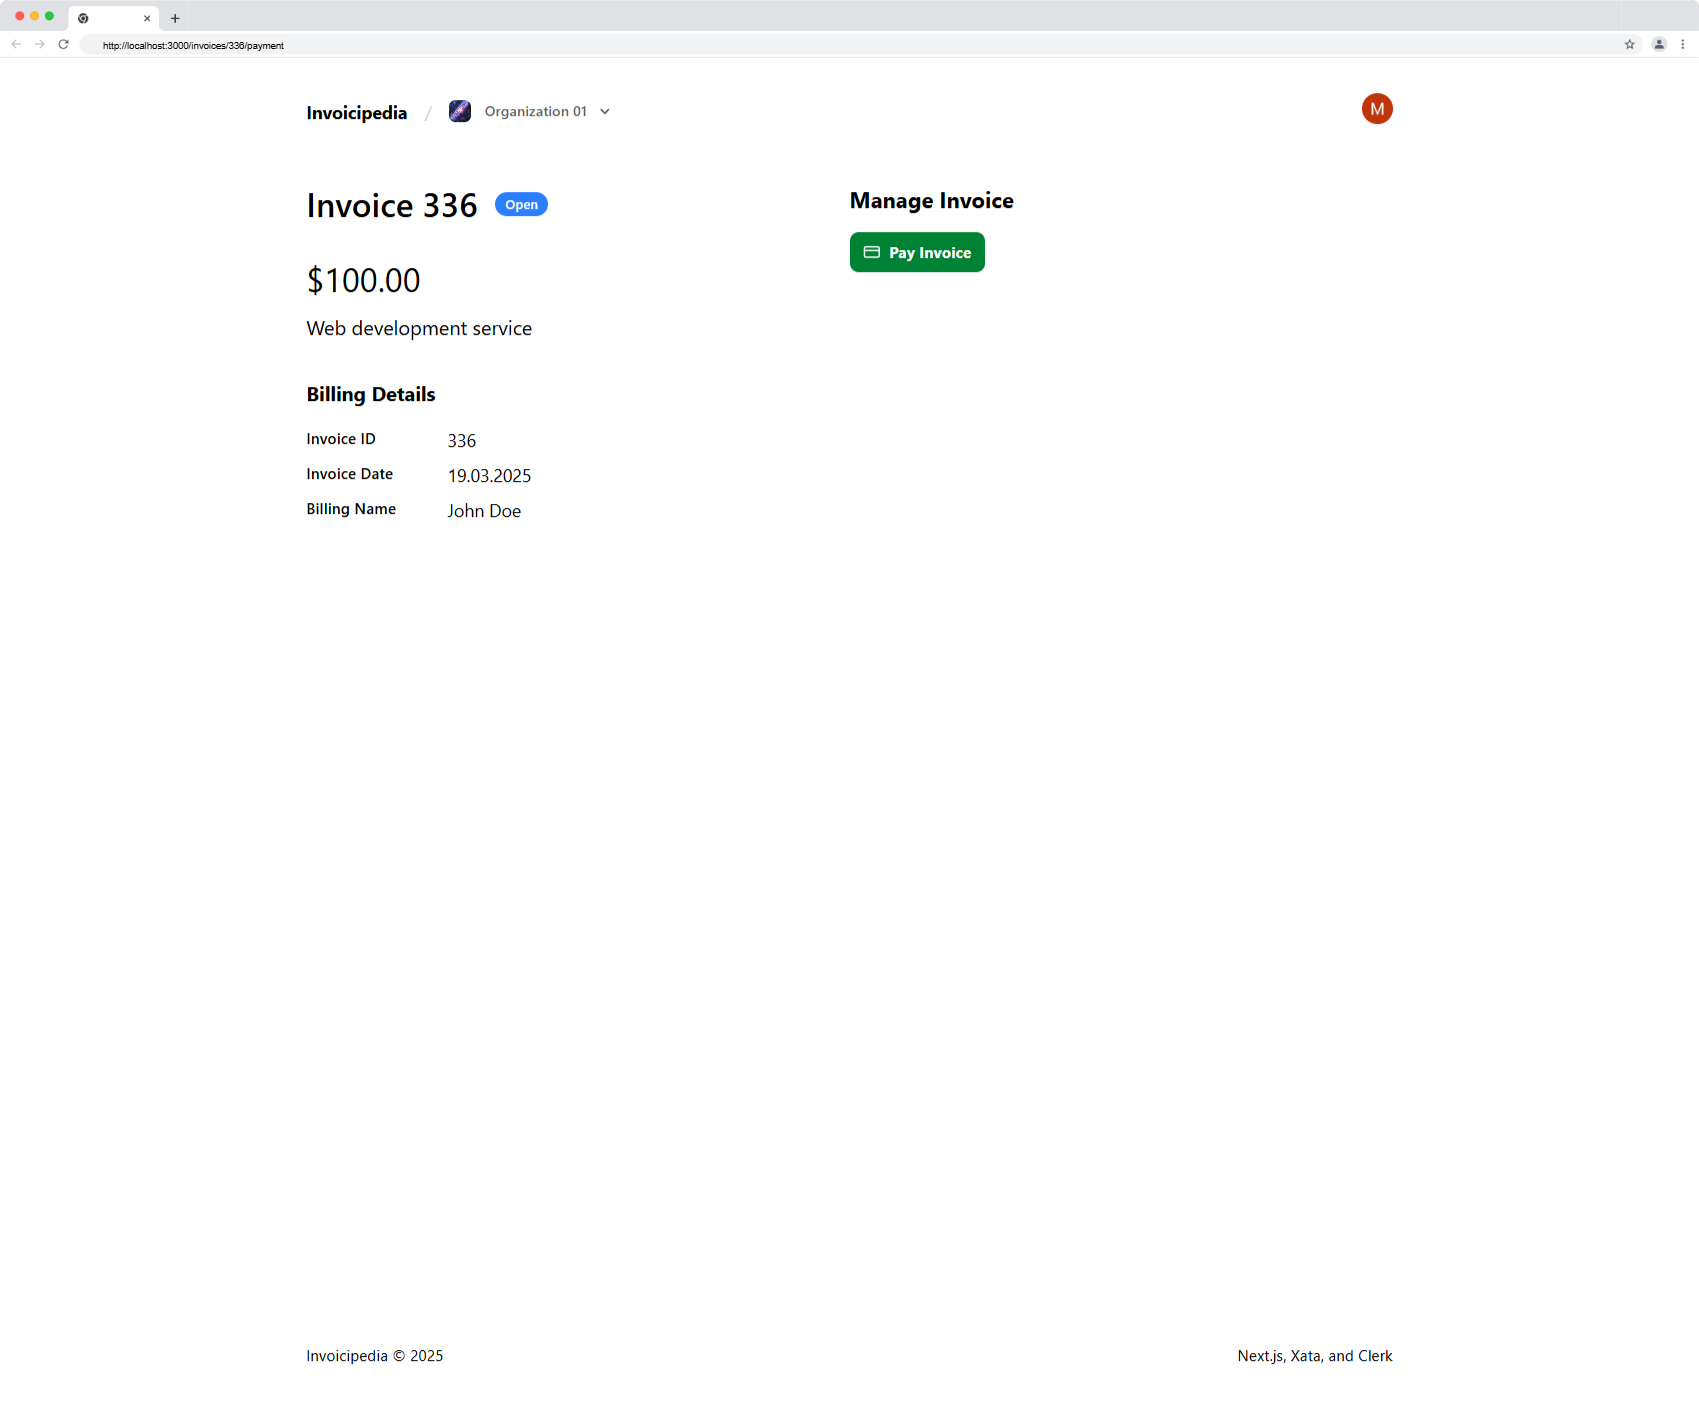 http://localhost:3000/invoices/336/payment
Invoicipedia / Organization 01
M
Invoice 336 Open
$100.00
Web development service
Billing Details
Invoice ID 336
Invoice Date 19.03.2025
Billing Name John Doe
Manage Invoice
Pay Invoice
Invoicipedia © 2025
Next.js, Xata, and Clerk